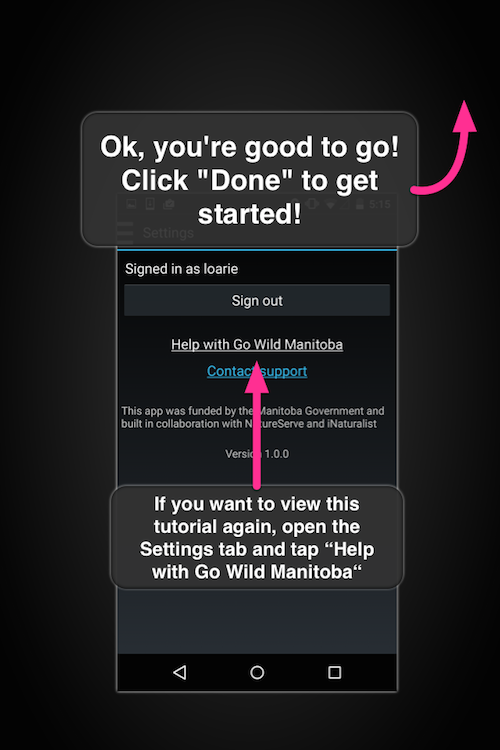 Ok, you're good to go!
Click "Done" to get
started!
5:15
Settings
Signed in as loarie
Sign out
Help with Go Wild Manitoba
Contact support
This app was funded by the Manitoba Government and
built in collaboration with NatureServe and iNaturalist
Version 1.0.0
If you want to view this
tutorial again, open the
Settings tab and tap “Help
with Go Wild Manitoba“